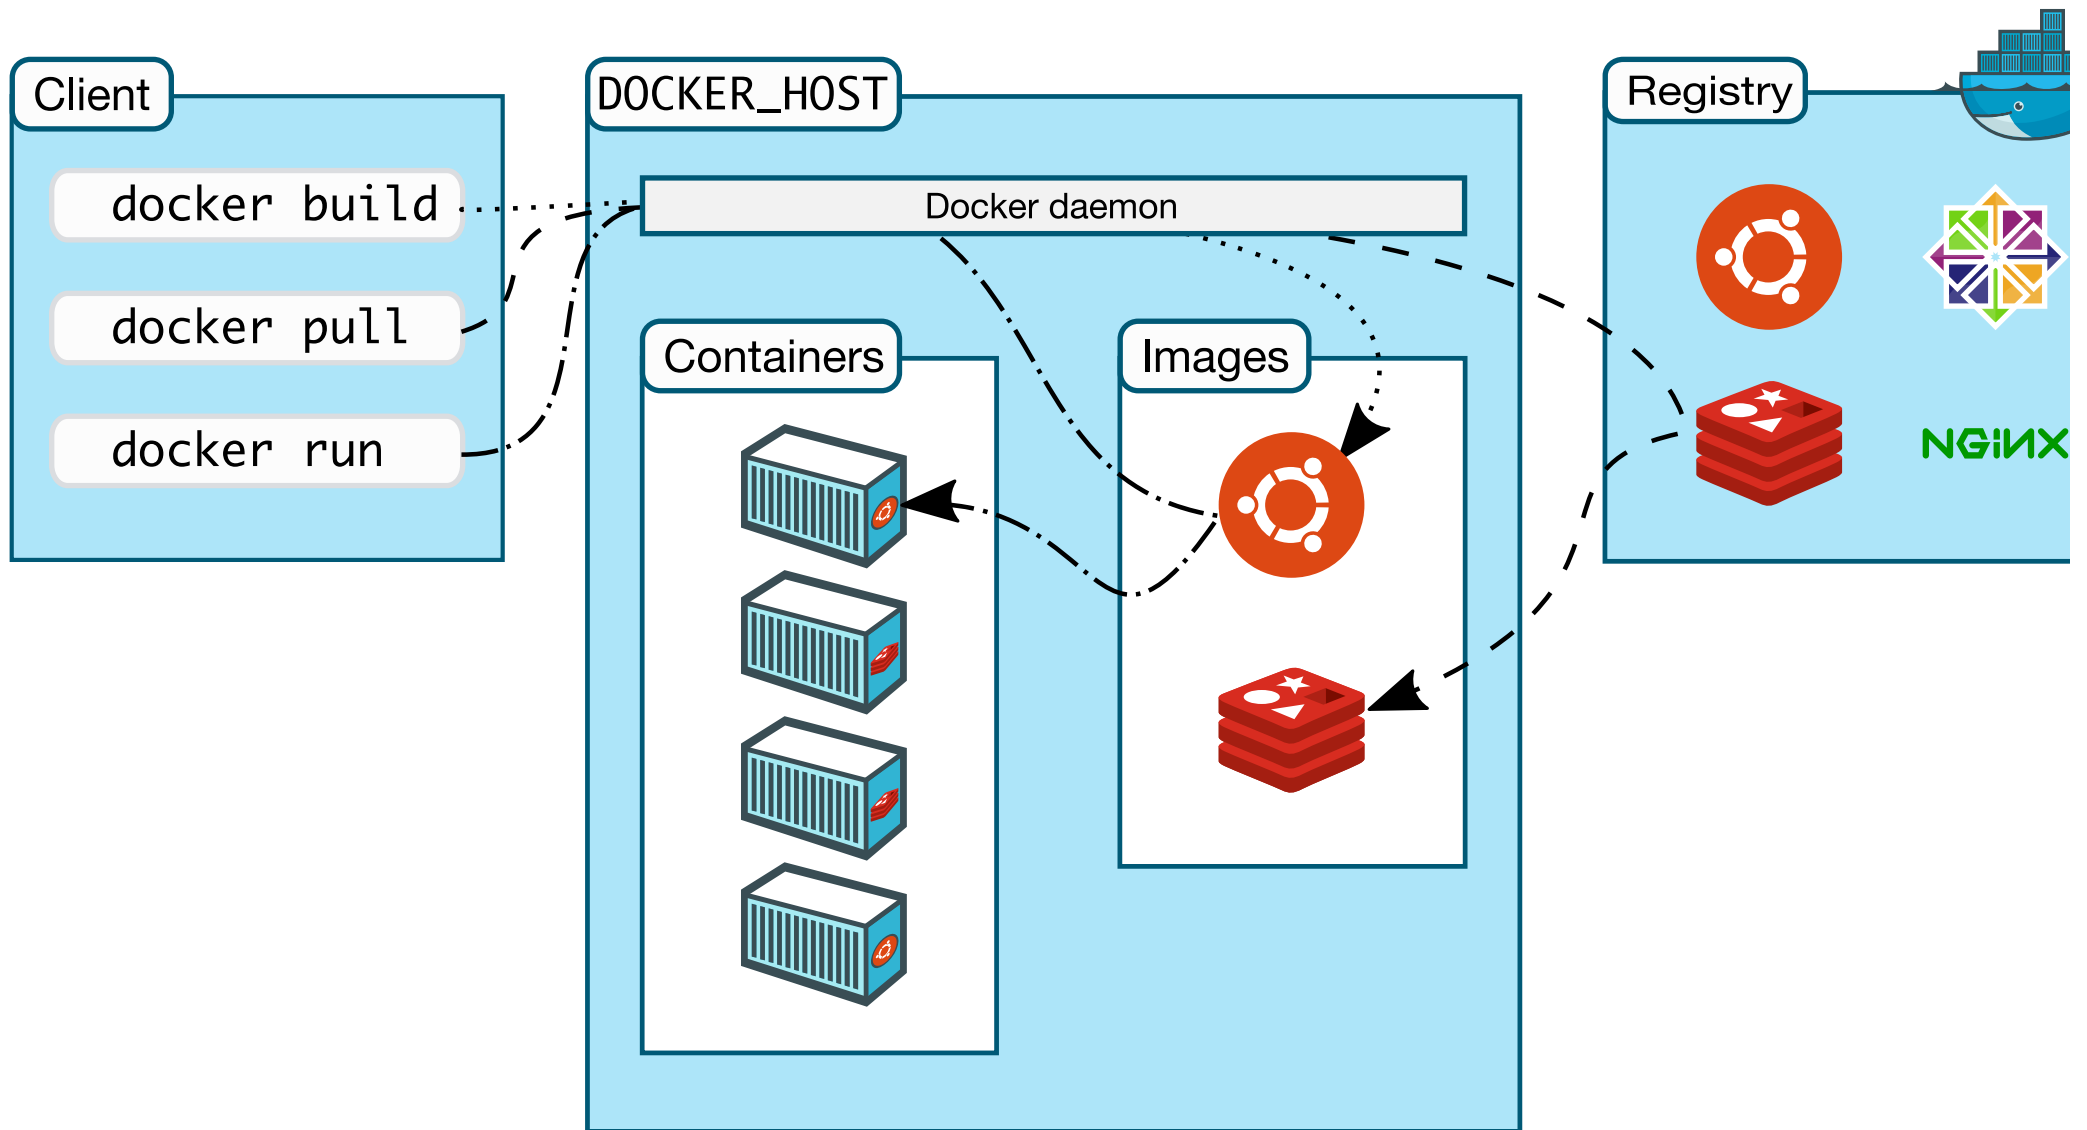 Client
docker build
docker pull
docker run
DOCKER_HOST
Docker daemon
Containers
Images
Registry
NGINX